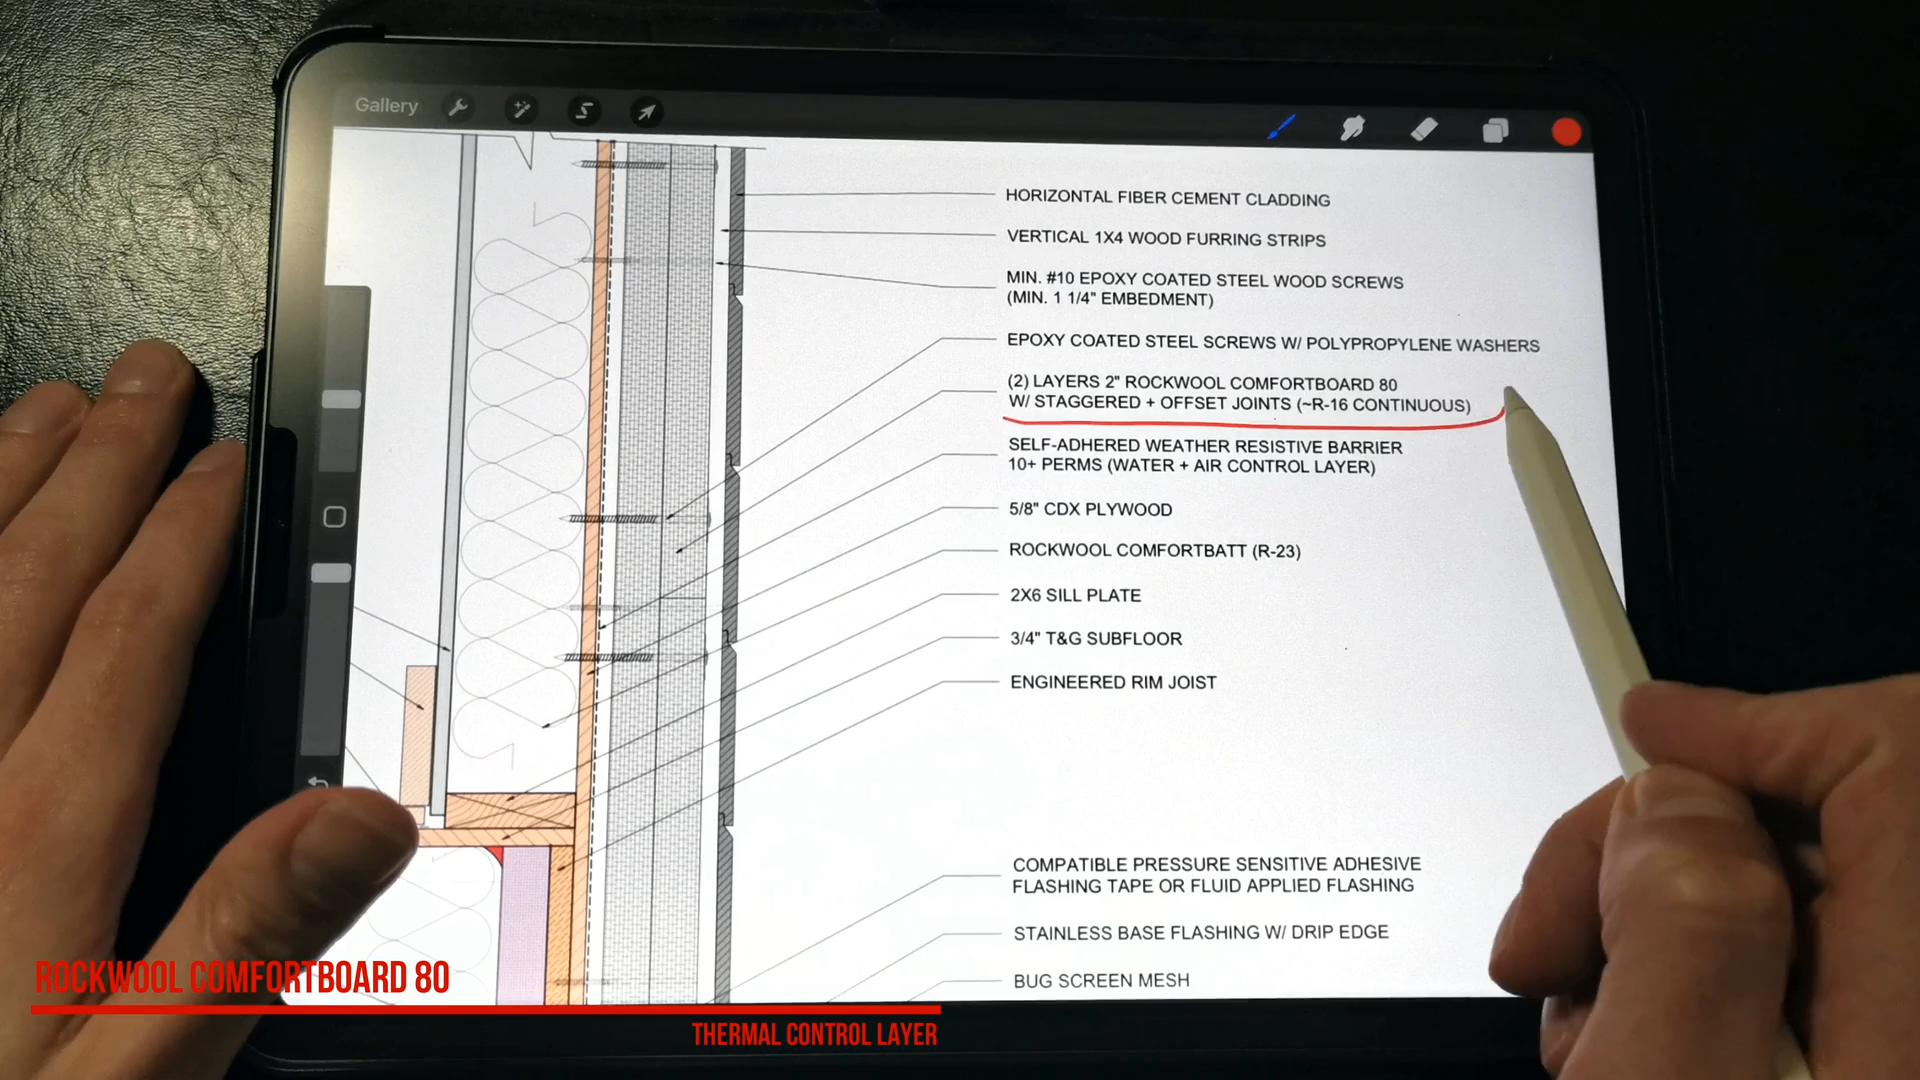 Gallery
HORIZONTAL FIBER CEMENT CLADDING
VERTICAL 1X4 WOOD FURRING STRIPS
MIN. #10 EPOXY COATED STEEL WOOD SCREWS
(MIN. 1 1/4" EMBEDMENT)
EPOXY COATED STEEL SCREWS W/ POLYPROPYLENE WASHERS
(2) LAYERS 2" ROCKWOOL COMFORTBOARD 80
W/ STAGGERED + OFFSET JOINTS (~R-16 CONTINUOUS)
SELF-ADHERED WEATHER RESISTIVE BARRIER
10+ PERMS (WATER + AIR CONTROL LAYER)
5/8" CDX PLYWOOD
ROCKWOOL COMFORTBATT (R-23)
2X6 SILL PLATE
3/4" T&G SUBFLOOR
ENGINEERED RIM JOIST
COMPATIBLE PRESSURE SENSITIVE ADHESIVE
FLASHING TAPE OR FLUID APPLIED FLASHING
STAINLESS BASE FLASHING W/ DRIP EDGE
BUG SCREEN MESH
ROCKWOOL COMFORTBOARD 80
THERMAL CONTROL LAYER